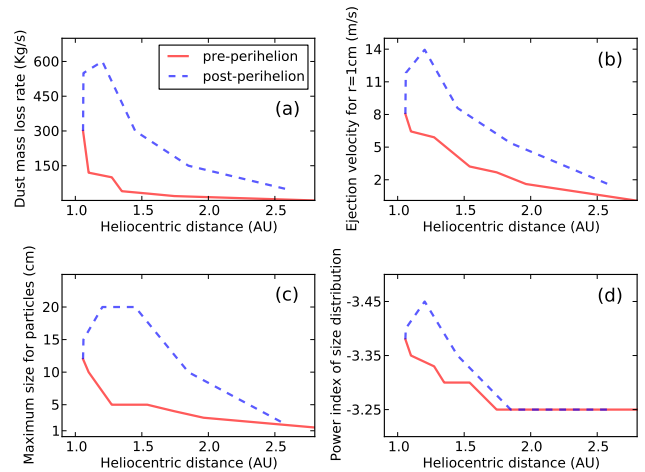 Dust mass loss rate (Kg/s)
600
450
300
150
pre-perihelion
post-perihelion
(a)
1.0 1.5 2.0 2.5
Heliocentric distance (AU)
Ejection velocity for r=1cm (m/s)
14
11
8
5
2
(b)
1.0 1.5 2.0 2.5
Heliocentric distance (AU)
Maximum size for particles (cm)
20
15
10
5
1
(c)
1.0 1.5 2.0 2.5
Heliocentric distance (AU)
Power index of size distribution
-3.45
-3.35
-3.25
(d)
1.0 1.5 2.0 2.5
Heliocentric distance (AU)